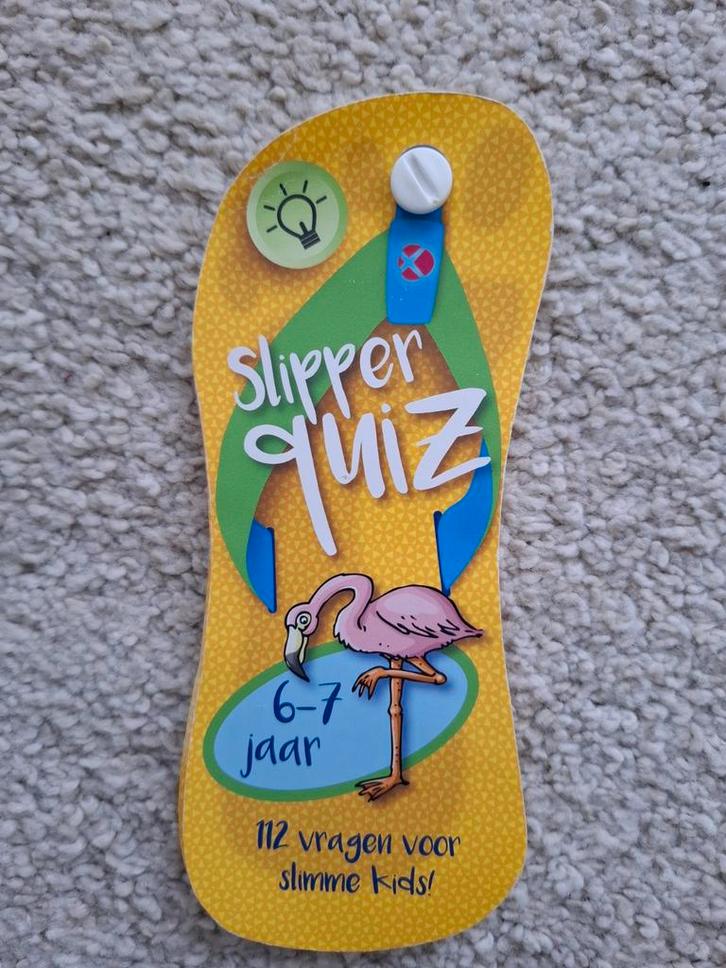 Slipper
quiz
6-7
jaar
112 vragen voor
slimme kids!